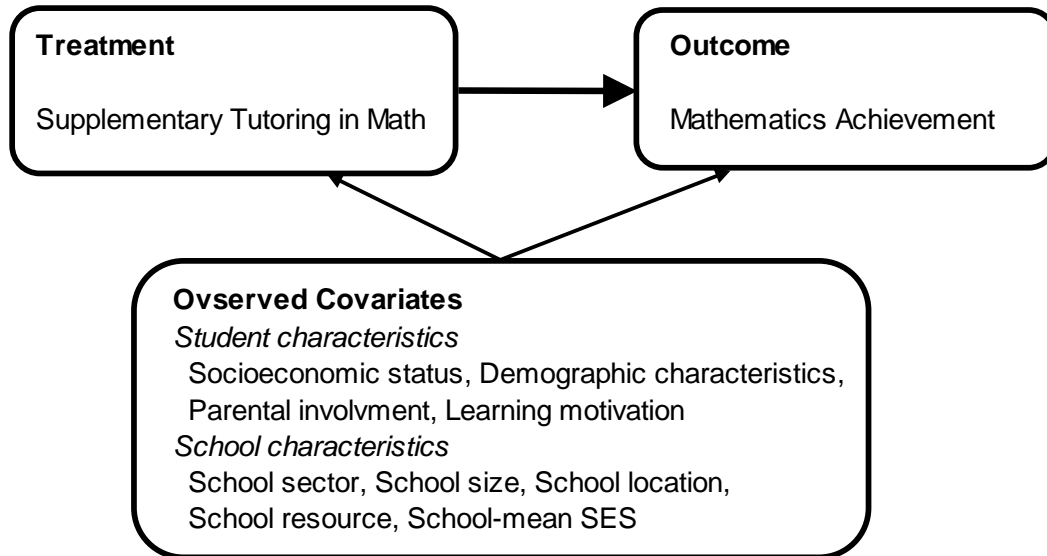 Treatment
Supplementary Tutoring in Math
Outcome
Mathematics Achievement
Ovserved Covariates
Student characteristics
Socioeconomic status, Demographic characteristics,
Parental involvment, Learning motivation
School characteristics
School sector, School size, School location,
School resource, School-mean SES